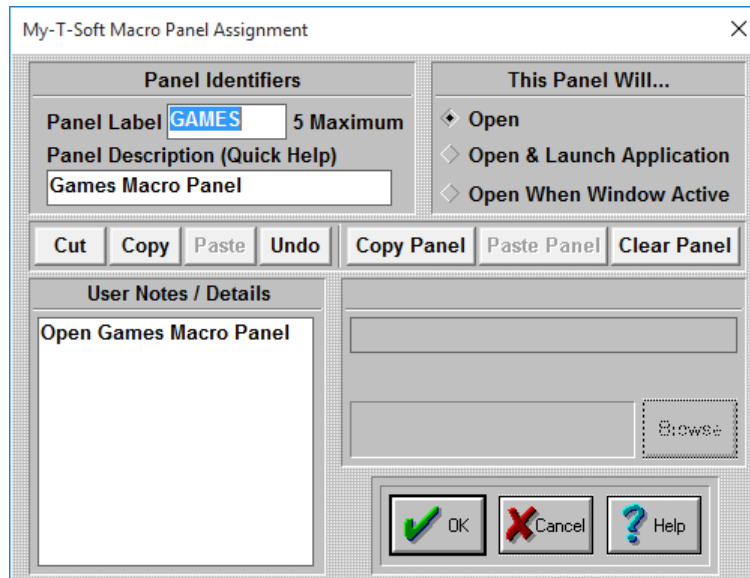 My-T-Soft Macro Panel Assignment
Panel Identifiers
Panel Label GAMES 5 Maximum
Panel Description (Quick Help)
Games Macro Panel
This Panel Will...
Open
Open & Launch Application
Open When Window Active
Cut Copy Paste Undo Copy Panel Paste Panel Clear Panel
User Notes / Details
Open Games Macro Panel
Browse
OK Cancel Help